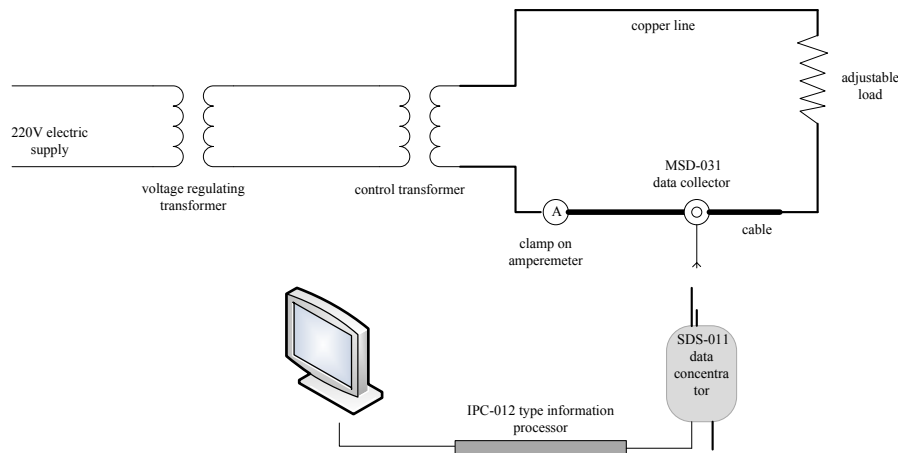 copper line
adjustable
load
220V electric
supply
voltage regulating
transformer
control transformer
MSD-031
data collector
A
clamp on
amperemeter
cable
SDS-011
data
concentra
tor
IPC-012 type information
processor